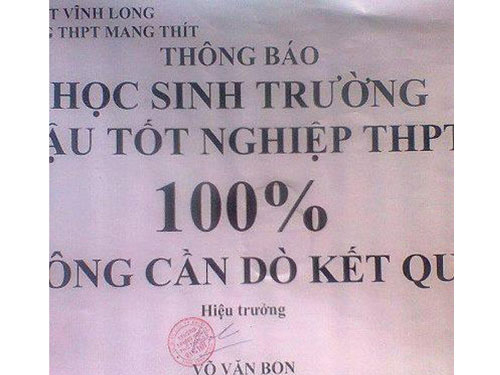 T VĨNH LONG
G THPT MANG THÍT
THÔNG BÁO
HỌC SINH TRƯỜNG
ẬU TỐT NGHIỆP THPT
100%
ÔNG CẦN DÒ KẾT QU
Hiệu trưởng
VÕ VĂN BON